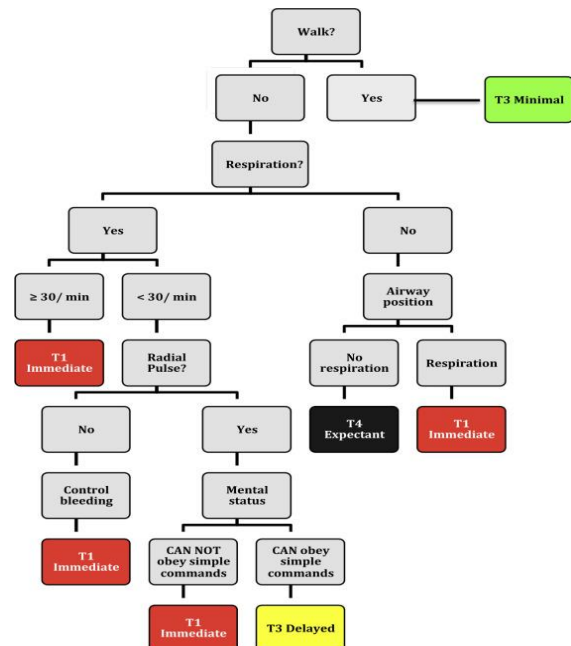 Walk?
No
Yes
T3 Minimal
Respiration?
Yes
No
≥ 30/ min
< 30/ min
Airway
position
T1
Immediate
Radial
Pulse?
No
respiration
Respiration
T4
Expectant
T1
Immediate
No
Yes
Control
bleeding
Mental
status
T1
Immediate
CAN NOT
obey simple
commands
CAN obey
simple
commands
T1
Immediate
T3 Delayed